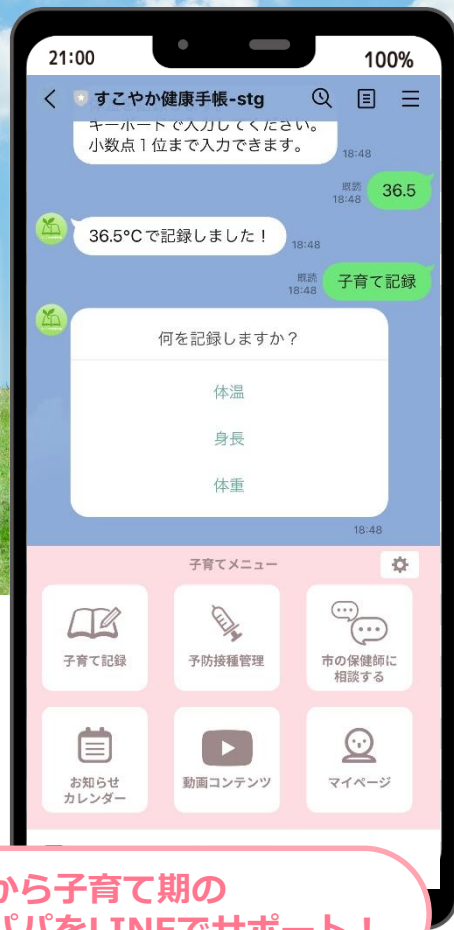 21:00
100%
すこやか健康手帳-stg
キーボードで入力してください。
小数点1位まで入力できます。
18:48
既読
18:48
36.5
36.5℃で記録しました！
18:48
既読
18:48
子育て記録
何を記録しますか？
体温
身長
体重
18:48
子育てメニュー
子育て記録
予防接種管理
市の保健師に
相談する
お知らせ
カレンダー
動画コンテンツ
マイページ
から子育て期の
パパをLINEでサポート！